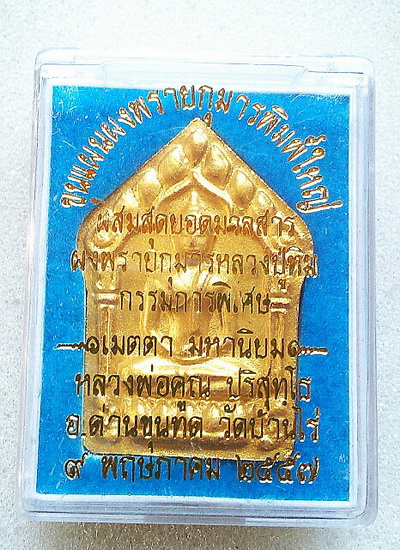 ขุนแผนผงพรายกุมารพิมพ์ใหญ่
ผสมสุดยอดมวลสาร
ผงพรายกุมารหลวงปู่ทิม
กรรมการพิเศษ
เมตตา มหานิยม
หลวงพ่อคูณ ปริสุทฺโธ
อ.ด่านขุนทด วัดบ้านไร่
๙ พฤษภาคม ๒๕๕๗